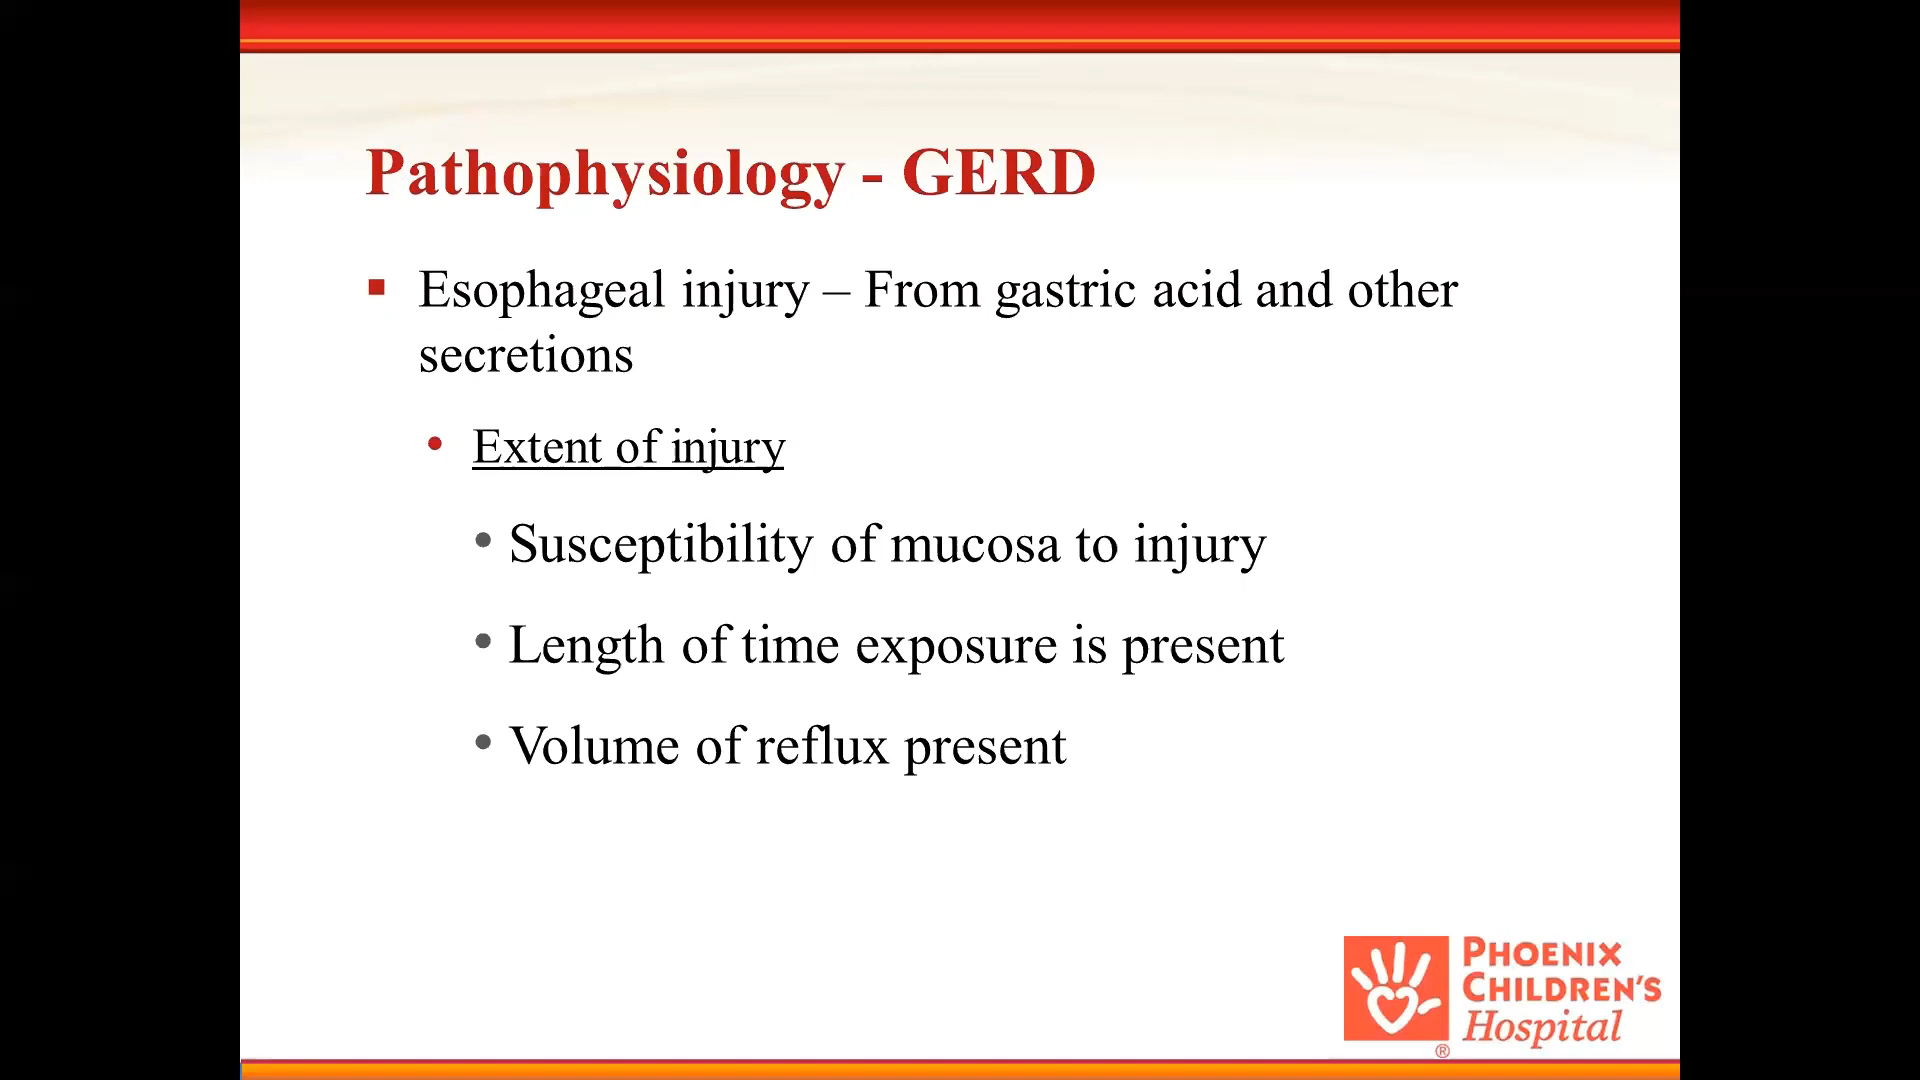 Pathophysiology - GERD
Esophageal injury – From gastric acid and other
secretions
Extent of injury
Susceptibility of mucosa to injury
Length of time exposure is present
Volume of reflux present
PHOENIX
CHILDREN'S
Hospital
®